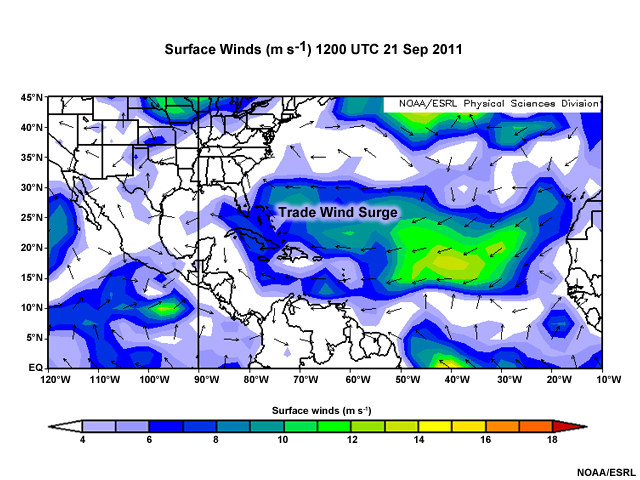 Surface Winds (m s-1) 1200 UTC 21 Sep 2011
NOAA/ESRL Physical Sciences Division
45°N
40°N
35°N
30°N
25°N
20°N
15°N
10°N
5°N
EQ
Trade Wind Surge
120°W 110°W 100°W 90°W 80°W 70°W 60°W 50°W 40°W 30°W 20°W 10°W
Surface winds (m s-1)
4 6 8 10 12 14 16 18
NOAA/ESRL